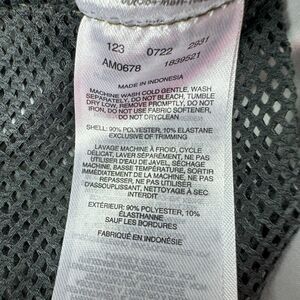 123 0722 2931
AM0678 1839521
MADE IN INDONESIA
MACHINE WASH COLD GENTLE, WASH
SEPARATELY, DO NOT BLEACH, TUMBLE
DRY LOW, REMOVE PROMPTLY, DO NOT
IRON, DO NOT USE FABRIC SOFTENER,
DO NOT DRYCLEAN
SHELL: 90% POLYESTER, 10% ELASTANE
EXCLUSIVE OF TRIMMING
LAVAGE MACHINE À FROID, CYCLE
DÉLICAT, LAVER SÉPARÉMENT, NE PAS
UTILISER D'EAU DE JAVEL, SÉCHAGE
MACHINE, BASSE TEMPÉRATURE, SORTIR
IMMÉDIATEMENT DE LA MACHINE, NE
PAS REPASSER, NE PAS UTILISER
D'ASSOUPLISSANT, NETTOYAGE À SEC
INTERDIT
EXTÉRIEUR: 90% POLYESTER, 10%
ÉLASTHANNE
SAUF LES BORDURES
FABRIQUÉ EN INDONÉSIE